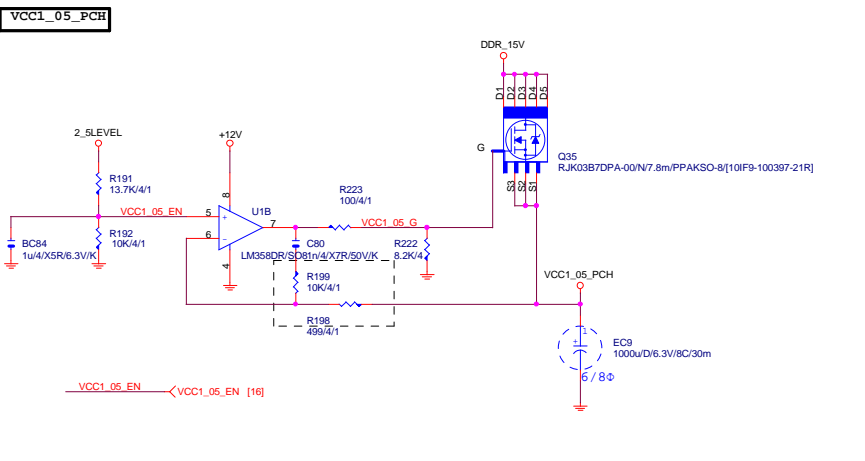 VCC1_05_PCH
DDR_15V
D1
D2
D3
D4
D5
G
Q35
RJK03B7DPA-00/N/7.8m/PPAKSO-8/[10IF9-100397-21R]
S3
S2
S1
2_5LEVEL
+12V
R191
13.7K/4/1
8
R223
100/4/1
VCC1_05_EN
5
+
U1B
7
VCC1_05_G
6
-
BC84
1u/4/X5R/6.3V/K
R192
10K/4/1
4
C80
LM358DR/SO81n/4/X7R/50V/K
R222
8.2K/4
R199
10K/4/1
VCC1_05_PCH
R198
499/4/1
1
+
EC9
1000u/D/6.3V/8C/30m
6/8Φ
VCC1_05_EN
VCC1_05_EN [16]